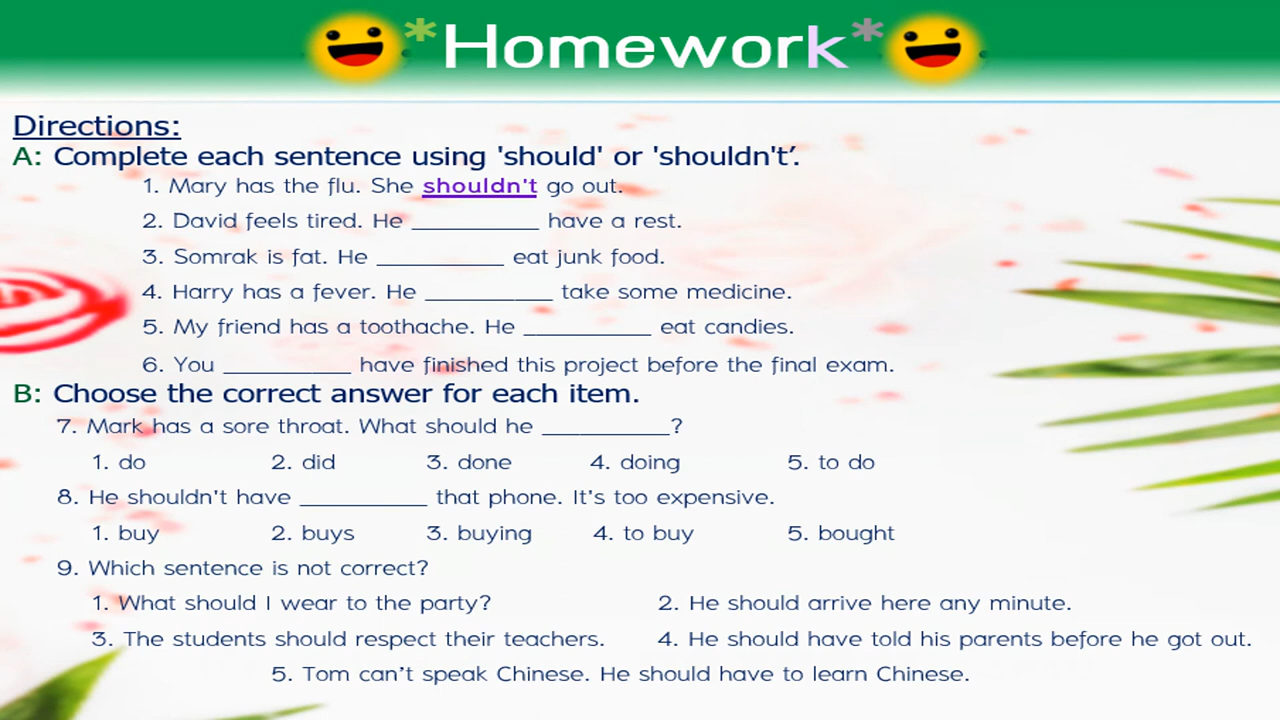 *Homework*
Directions:
A: Complete each sentence using 'should' or 'shouldn't’.
1. Mary has the flu. She shouldn't go out.
2. David feels tired. He __________ have a rest.
3. Somrak is fat. He __________ eat junk food.
4. Harry has a fever. He __________ take some medicine.
5. My friend has a toothache. He __________ eat candies.
6. You __________ have finished this project before the final exam.
B: Choose the correct answer for each item.
7. Mark has a sore throat. What should he __________?
1. do 2. did 3. done 4. doing 5. to do
8. He shouldn't have __________ that phone. It's too expensive.
1. buy 2. buys 3. buying 4. to buy 5. bought
9. Which sentence is not correct?
1. What should I wear to the party? 2. He should arrive here any minute.
3. The students should respect their teachers. 4. He should have told his parents before he got out.
5. Tom can’t speak Chinese. He should have to learn Chinese.